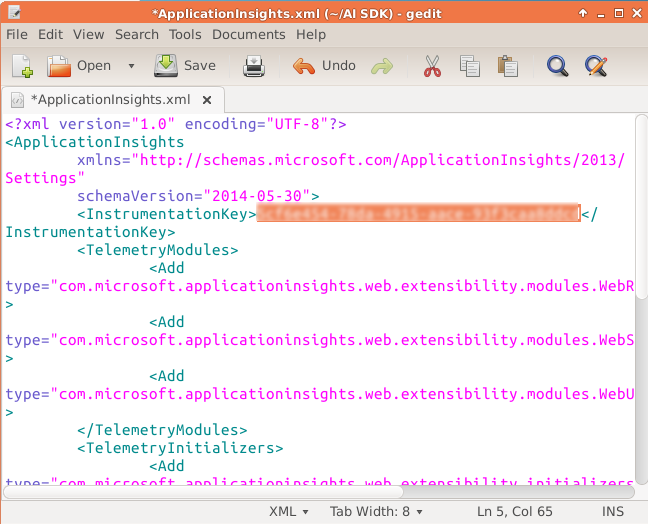 *ApplicationInsights.xml (~/AI SDK) - gedit
File Edit View Search Tools Documents Help
Open Save Undo
*ApplicationInsights.xml
<?xml version="1.0" encoding="UTF-8"?>
<ApplicationInsights
xmlns="http://schemas.microsoft.com/ApplicationInsights/2013/
Settings"
schemaVersion="2014-05-30">
<InstrumentationKey></
InstrumentationKey>
<TelemetryModules>
<Add
type="com.microsoft.applicationinsights.web.extensibility.modules.WebR
>
<Add
type="com.microsoft.applicationinsights.web.extensibility.modules.WebS
>
<Add
type="com.microsoft.applicationinsights.web.extensibility.modules.WebU
>
</TelemetryModules>
<TelemetryInitializers>
<Add
type="com.microsoft.applicationinsights.web.extensibility.initializers
XML Tab Width: 8 Ln 5, Col 65 INS